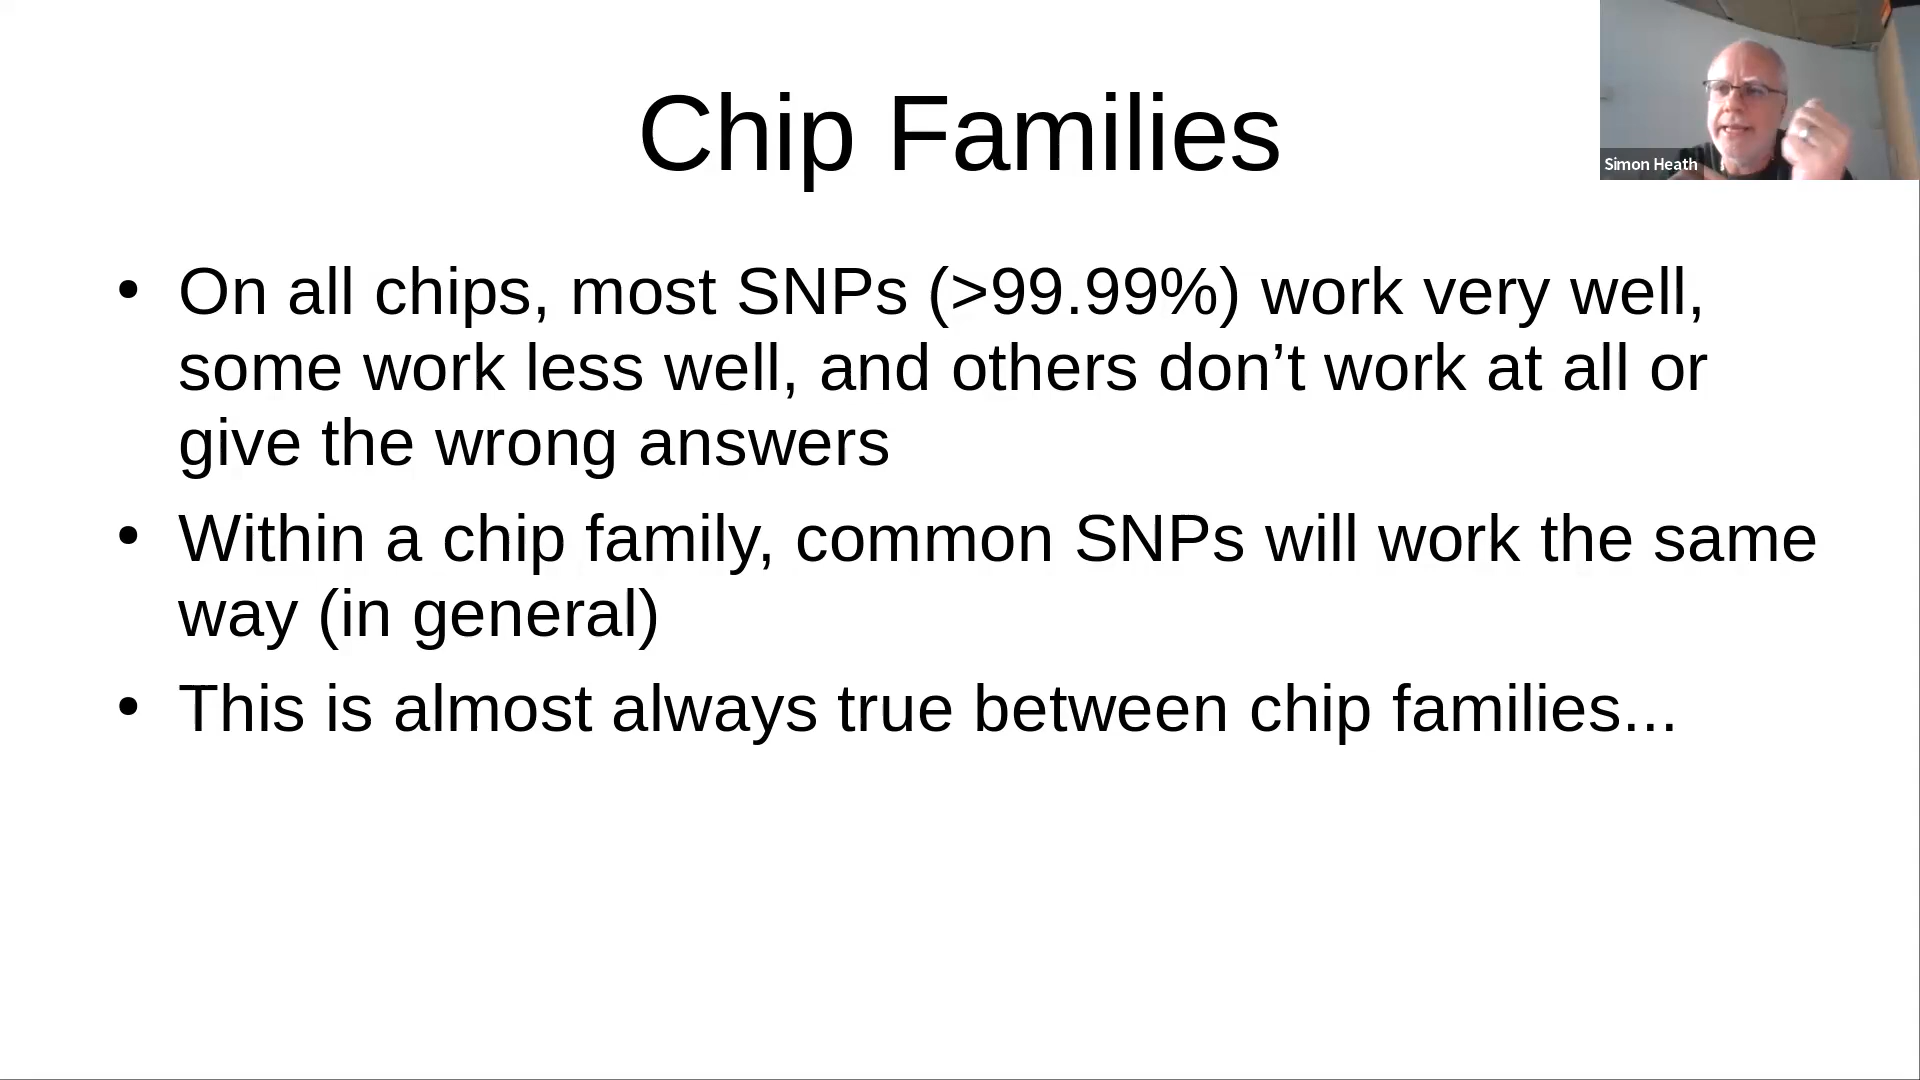 Chip Families
Simon Heath
• On all chips, most SNPs (>99.99%) work very well,
some work less well, and others don’t work at all or
give the wrong answers
• Within a chip family, common SNPs will work the same
way (in general)
• This is almost always true between chip families...